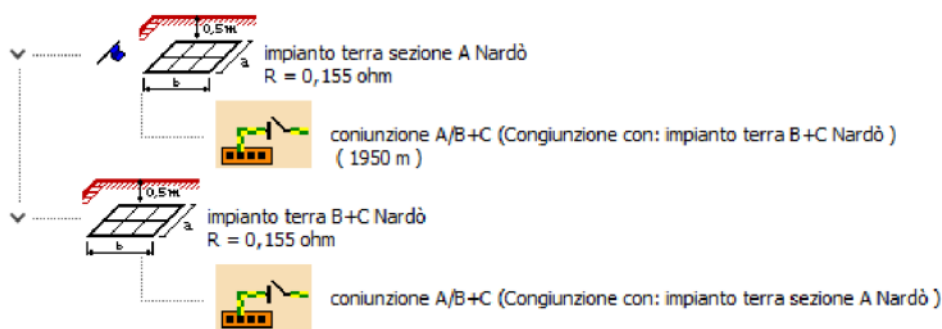 0,5m
a
b
impianto terra sezione A Nardò
R = 0,155 ohm
coniunzione A/B+C (Congiunzione con: impianto terra B+C Nardò )
( 1950 m )
0,5m
a
b
impianto terra B+C Nardò
R = 0,155 ohm
coniunzione A/B+C (Congiunzione con: impianto terra sezione A Nardò )